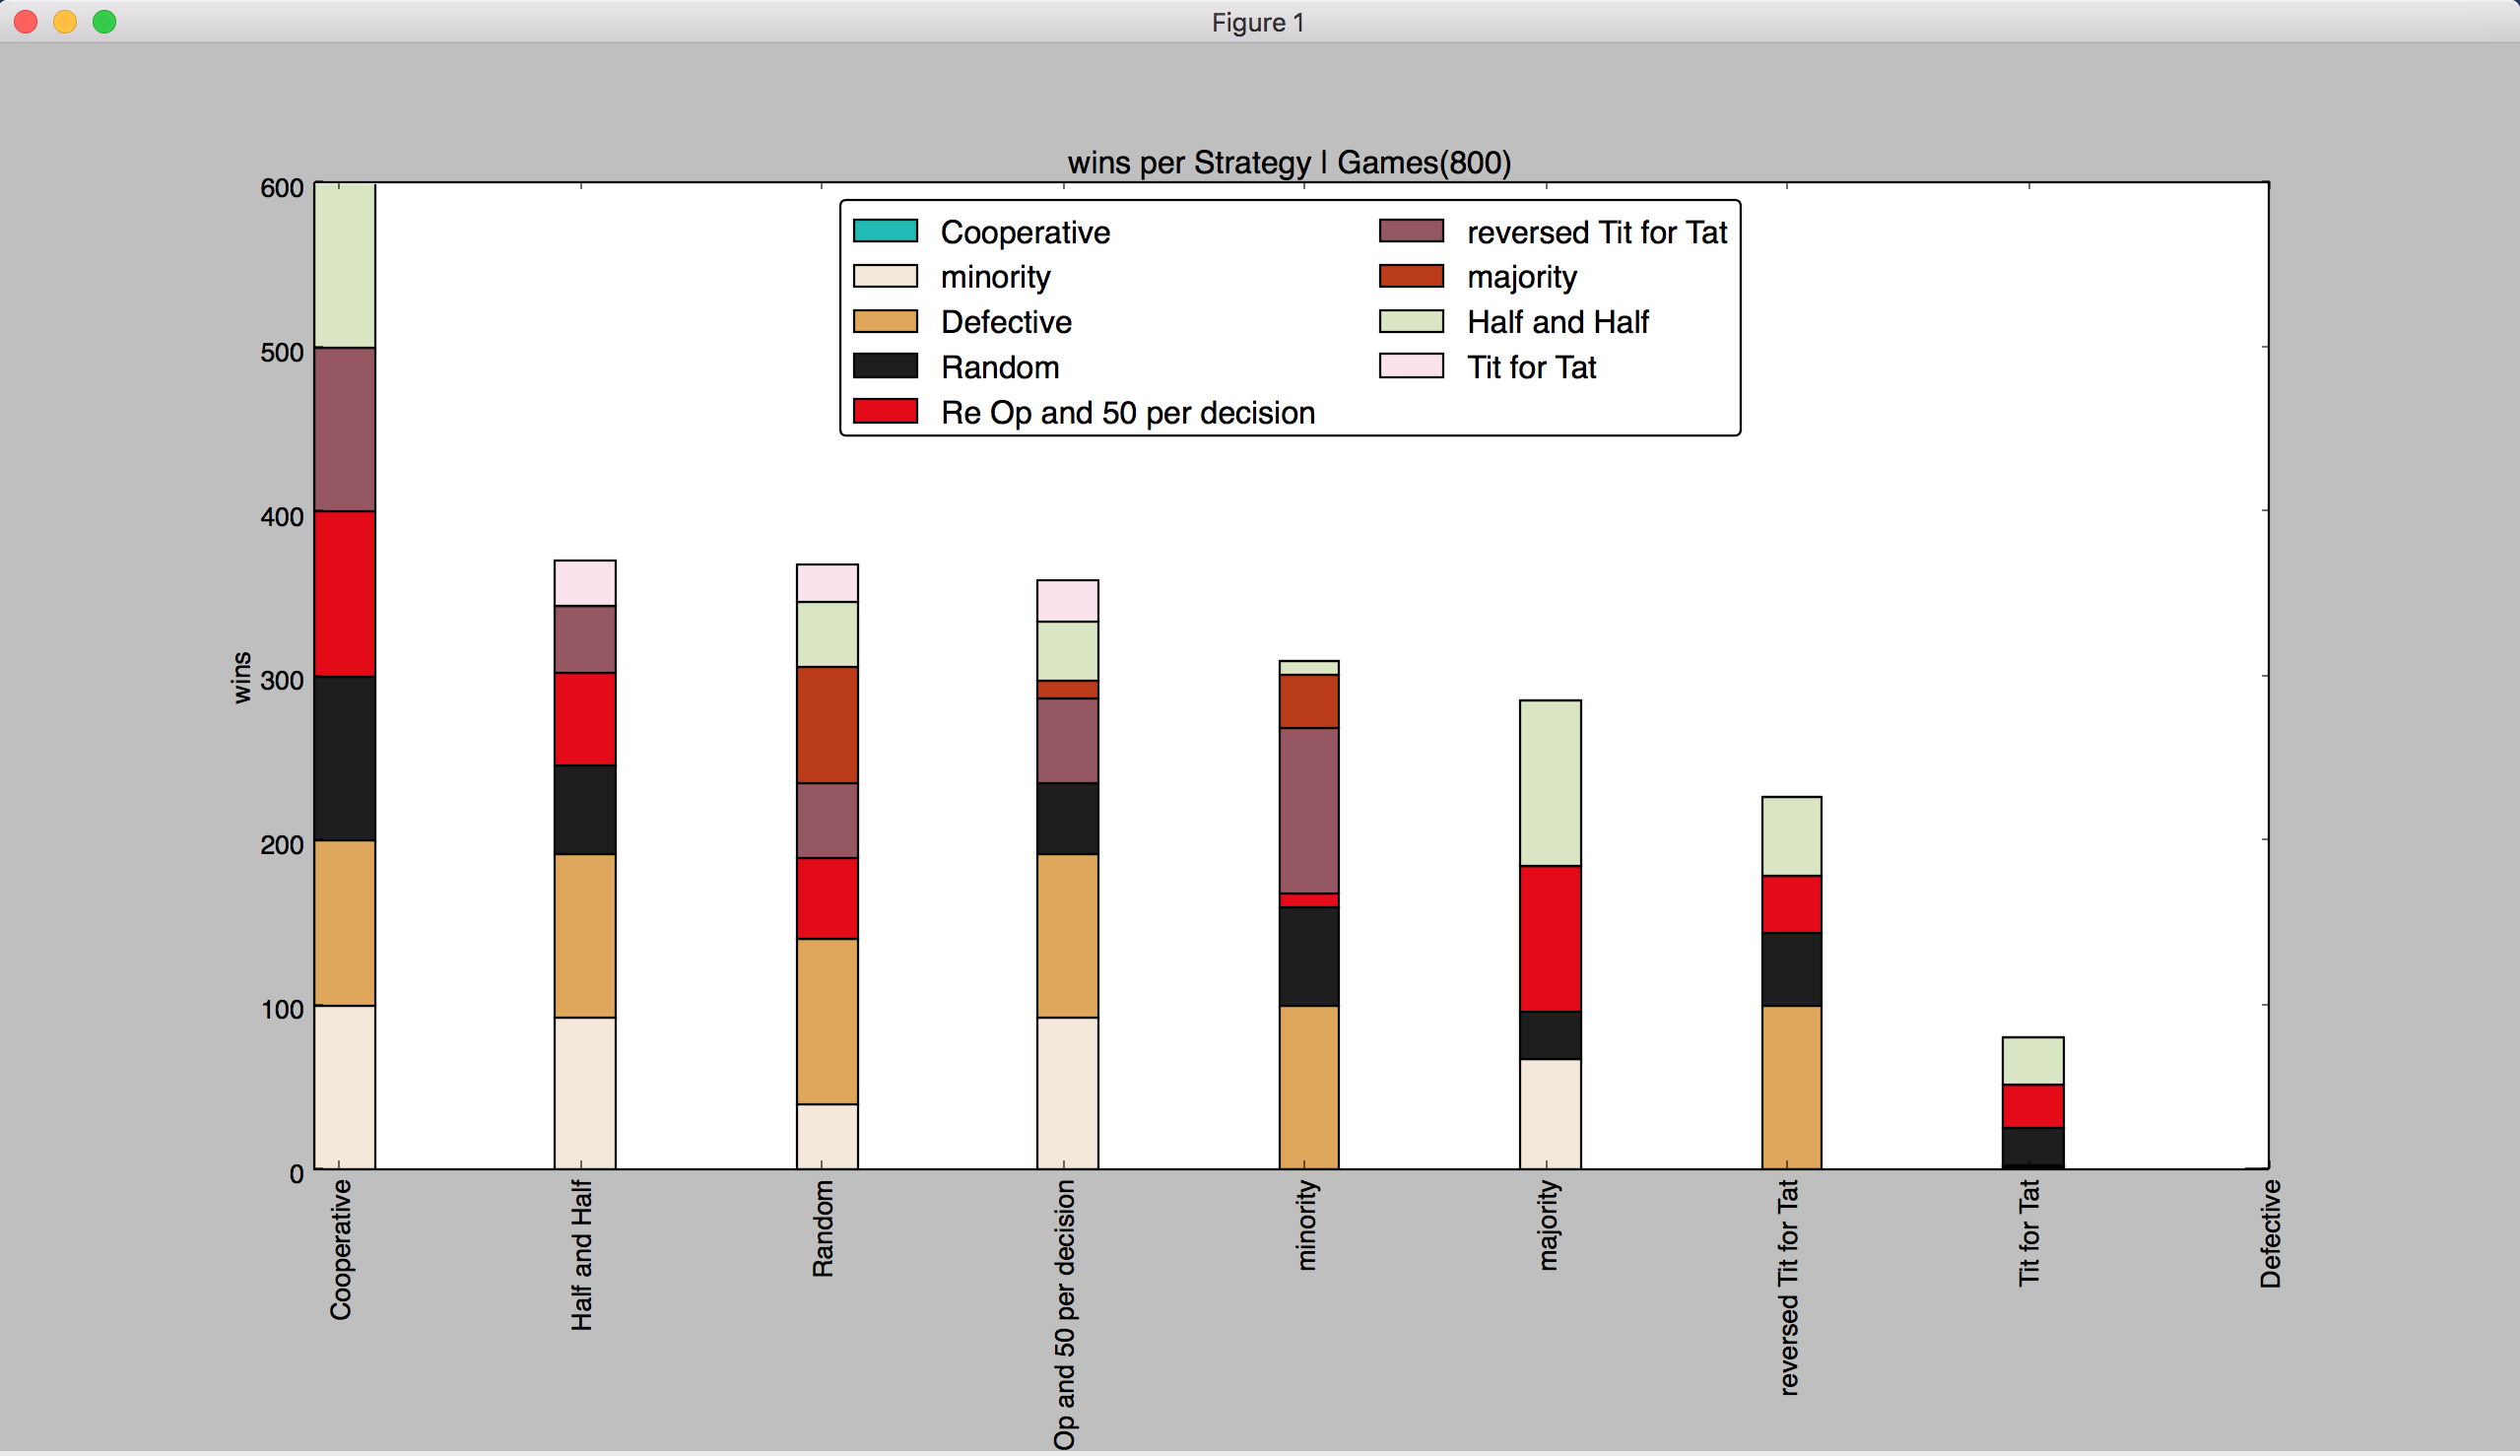 Figure 1
wins per Strategy | Games(800)
600
500
400
300
200
100
0
wins
Cooperative
minority
Defective
Random
Re Op and 50 per decision
reversed Tit for Tat
majority
Half and Half
Tit for Tat
Cooperative
Half and Half
Random
Op and 50 per decision
minority
majority
reversed Tit for Tat
Tit for Tat
Defective